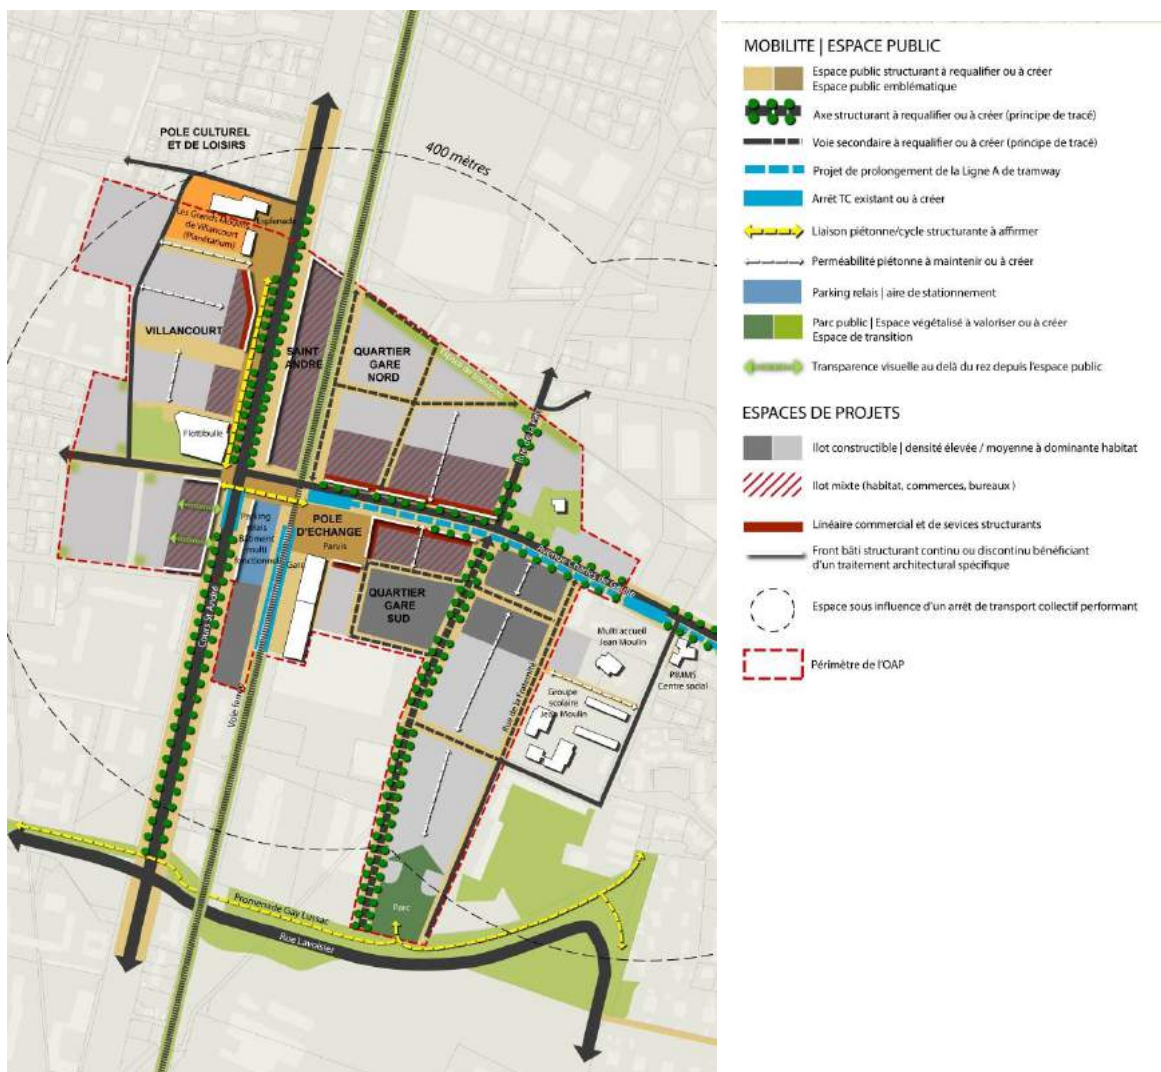 POLE CULTUREL
ET DE LOISIRS
400 mètres
Les Grands Moulins
de Villancourt
(Planétarium)
Esplanade
VILLANCOURT
SAINT
ANDRE
QUARTIER
GARE
NORD
Espace de transition
Flottibulle
Parking
relais
Bâtiment
multi
fonctionnel
POLE
D'ECHANGE
Parvis
Gare
Avenue Charles de Gaulle
QUARTIER
GARE
SUD
Cours St André
Voie ferrée
Multi accueil
Jean Moulin
PIMMS
Centre social
Groupe
scolaire
Jean Moulin
Parc
Promenade Gay Lussac
Rue Lavoisier
MOBILITE | ESPACE PUBLIC
Espace public structurant à requalifier ou à créer
Espace public emblématique
Axe structurant à requalifier ou à créer (principe de tracé)
Voie secondaire à requalifier ou à créer (principe de tracé)
Projet de prolongement de la Ligne A de tramway
Arrêt TC existant ou à créer
Liaison piétonne/cycle structurante à affirmer
Perméabilité piétonne à maintenir ou à créer
Parking relais | aire de stationnement
Parc public | Espace végétalisé à valoriser ou à créer
Espace de transition
Transparence visuelle au delà du rez depuis l'espace public
ESPACES DE PROJETS
Ilot constructible | densité élevée / moyenne à dominante habitat
Ilot mixte (habitat, commerces, bureaux )
Linéaire commercial et de sevices structurants
Front bâti structurant continu ou discontinu bénéficiant
d'un traitement architectural spécifique
Espace sous influence d'un arrêt de transport collectif performant
Périmètre de l'OAP